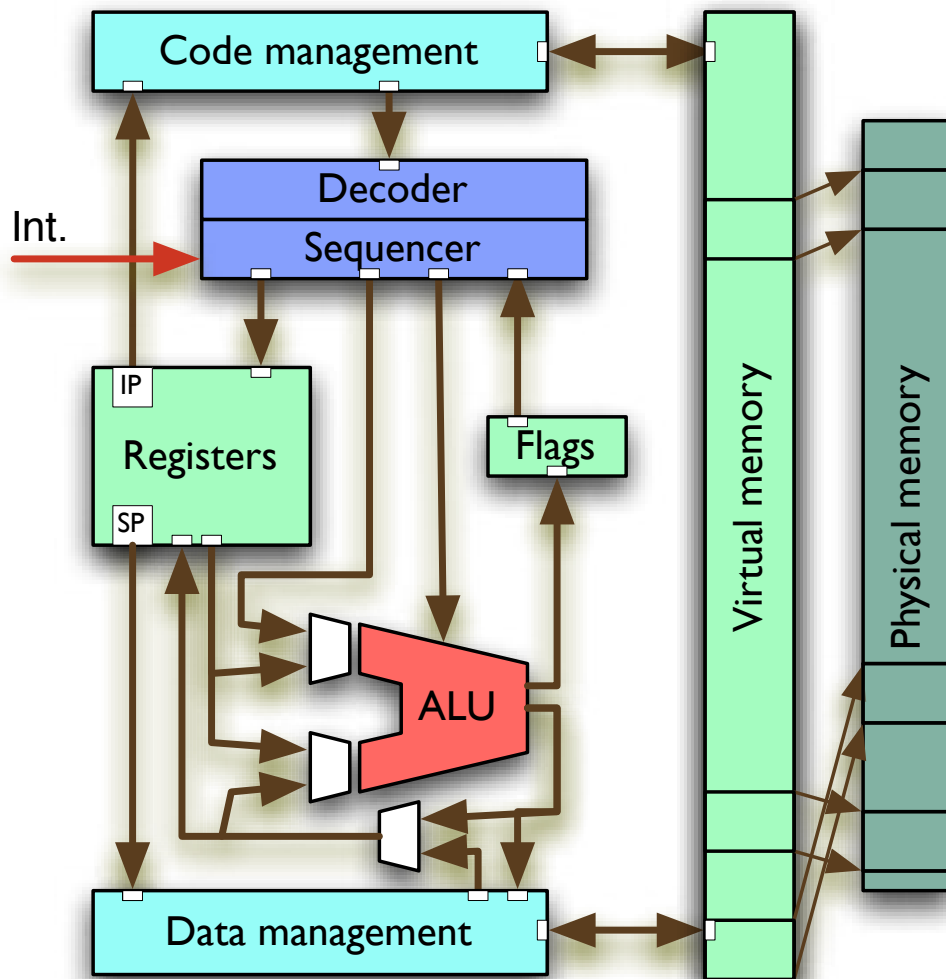 Code management
Decoder
Int.
Sequencer
IP
Registers
Flags
SP
ALU
Virtual memory
Physical memory
Data management